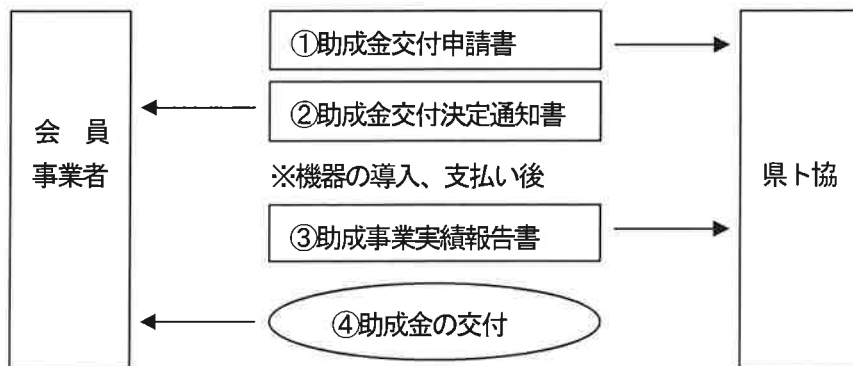 会　員
事業者
①助成金交付申請書
②助成金交付決定通知書
※機器の導入、支払い後
③助成事業実績報告書
④助成金の交付
県ト協